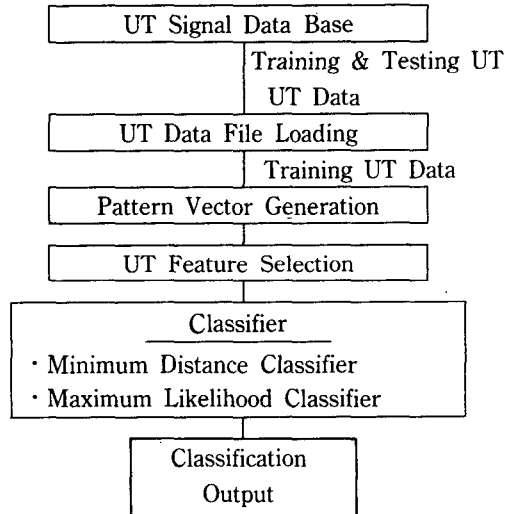 UT Signal Data Base
Training & Testing UT
UT Data
UT Data File Loading
Training UT Data
Pattern Vector Generation
UT Feature Selection
Classifier
· Minimum Distance Classifier
· Maximum Likelihood Classifier
Classification
Output